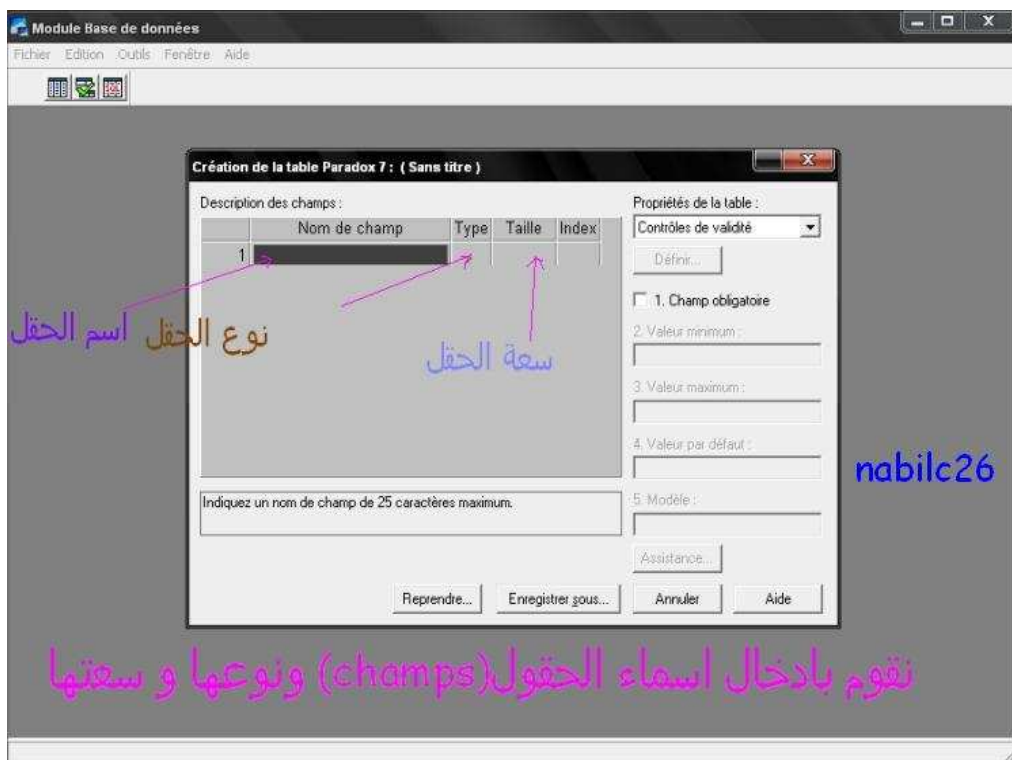 Module Base de données
Fichier Edition Outils Fenêtre Aide
Création de la table Paradox 7 : ( Sans titre )
Description des champs :
Nom de champ Type Taille Index
1
اسم الحقل
نوع الحقل
سعة الحقل
Indiquez un nom de champ de 25 caractères maximum.
Propriétés de la table :
Contrôles de validité
Définir...
1. Champ obligatoire
2. Valeur minimum :
3. Valeur maximum :
4. Valeur par défaut :
5. Modèle :
Assistance...
Reprendre... Enregistrer sous... Annuler Aide
nabilc26
نقوم بادخال اسماء الحقول(champs) ونوعها و سعتها